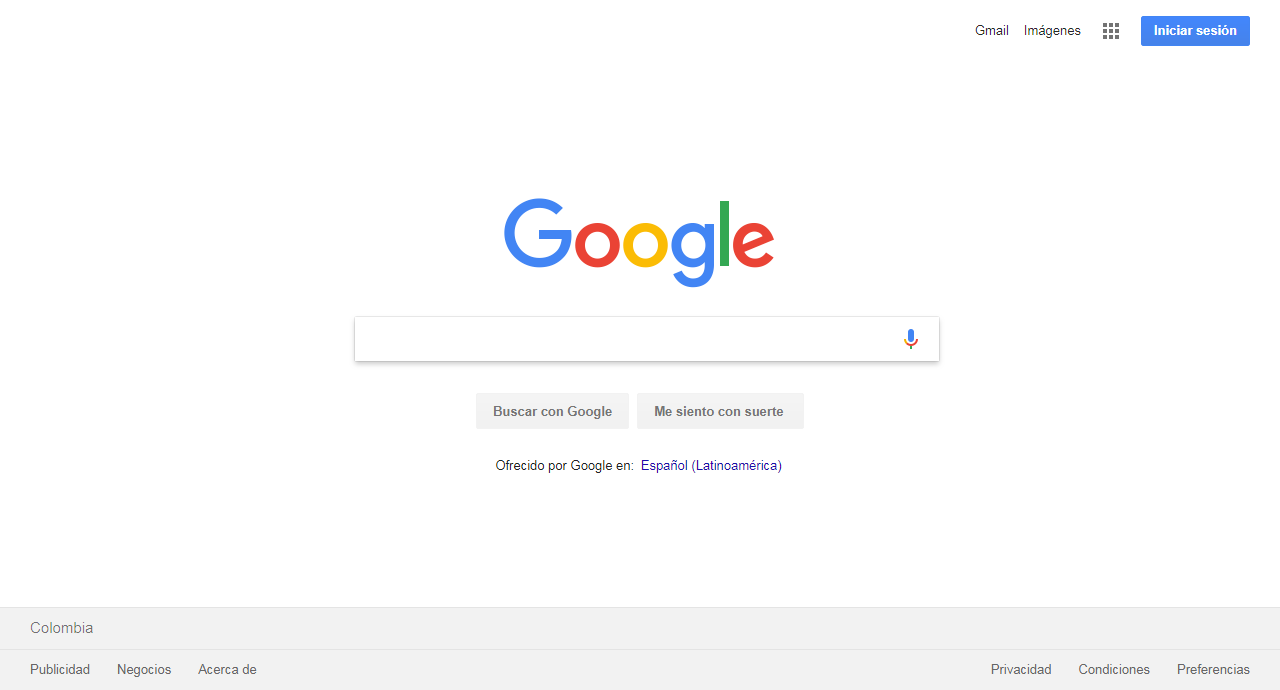 Gmail Imágenes Iniciar sesión
Google
Buscar con Google Me siento con suerte
Ofrecido por Google en: Español (Latinoamérica)
Colombia
Publicidad Negocios Acerca de Privacidad Condiciones Preferencias